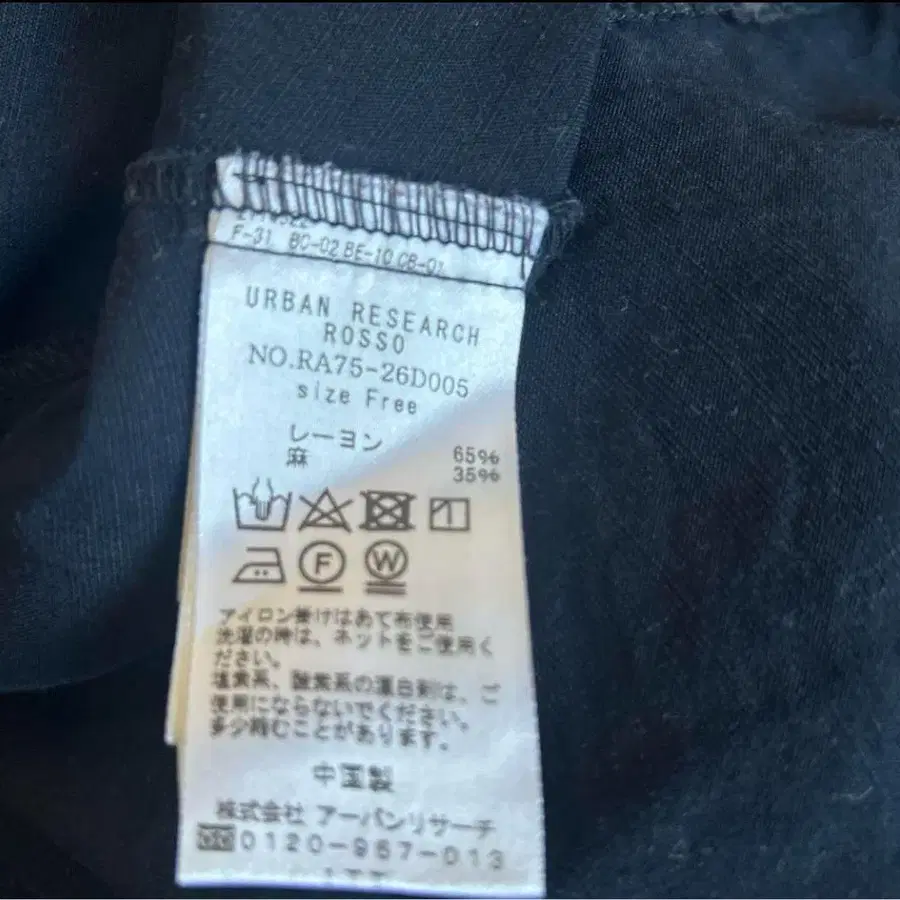 F-31 BO-02 BE-10 CB-01
URBAN RESEARCH
ROSSO
NO.RA75-26D005
size Free
レーヨン 65%
麻 35%
F W
アイロン掛けはあて布使用
洗濯の時は、ネットをご使用く
ださい。
塩素系、酸素系の漂白剤は、ご
使用にならないでください。
多少縮むことがあります。
中国製
株式会社 アーバンリサーチ
0120-967-013